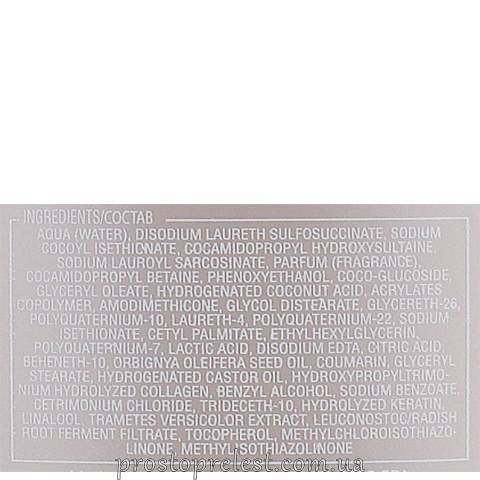 INGREDIENTS/СОСТАВ
AQUA (WATER), DISODIUM LAURETH SULFOSUCCINATE, SODIUM
COCOYL ISETHIONATE, COCAMIDOPROPYL HYDROXYSULTAINE,
SODIUM LAUROYL SARCOSINATE, PARFUM (FRAGRANCE),
COCAMIDOPROPYL BETAINE, PHENOXYETHANOL, COCO-GLUCOSIDE,
GLYCERYL OLEATE, HYDROGENATED COCONUT ACID, ACRYLATES
COPOLYMER, AMODIMETHICONE, GLYCOL DISTEARATE, GLYCERETH-26,
POLYQUATERNIUM-10, LAURETH-4, POLYQUATERNIUM-22, SODIUM
ISETHIONATE, CETYL PALMITATE, ETHYLHEXYLGLYCERIN,
POLYQUATERNIUM-7, LACTIC ACID, DISODIUM EDTA, CITRIC ACID,
BEHENETH-10, ORBIGNYA OLEIFERA SEED OIL, COUMARIN, GLYCERYL
STEARATE, HYDROGENATED CASTOR OIL, HYDROXYPROPYLTRIMO-
NIUM HYDROLYZED COLLAGEN, BENZYL ALCOHOL, SODIUM BENZOATE,
CETRIMONIUM CHLORIDE, TRIDECETH-10, HYDROLYZED KERATIN,
LINALOOL, TRAMETES VERSICOLOR EXTRACT, LEUCONOSTOC/RADISH
ROOT FERMENT FILTRATE, TOCOPHEROL, METHYLCHLOROISOTHIAZO-
LINONE, METHYLISOTHIAZOLINONE
prostoprelest.com.ua